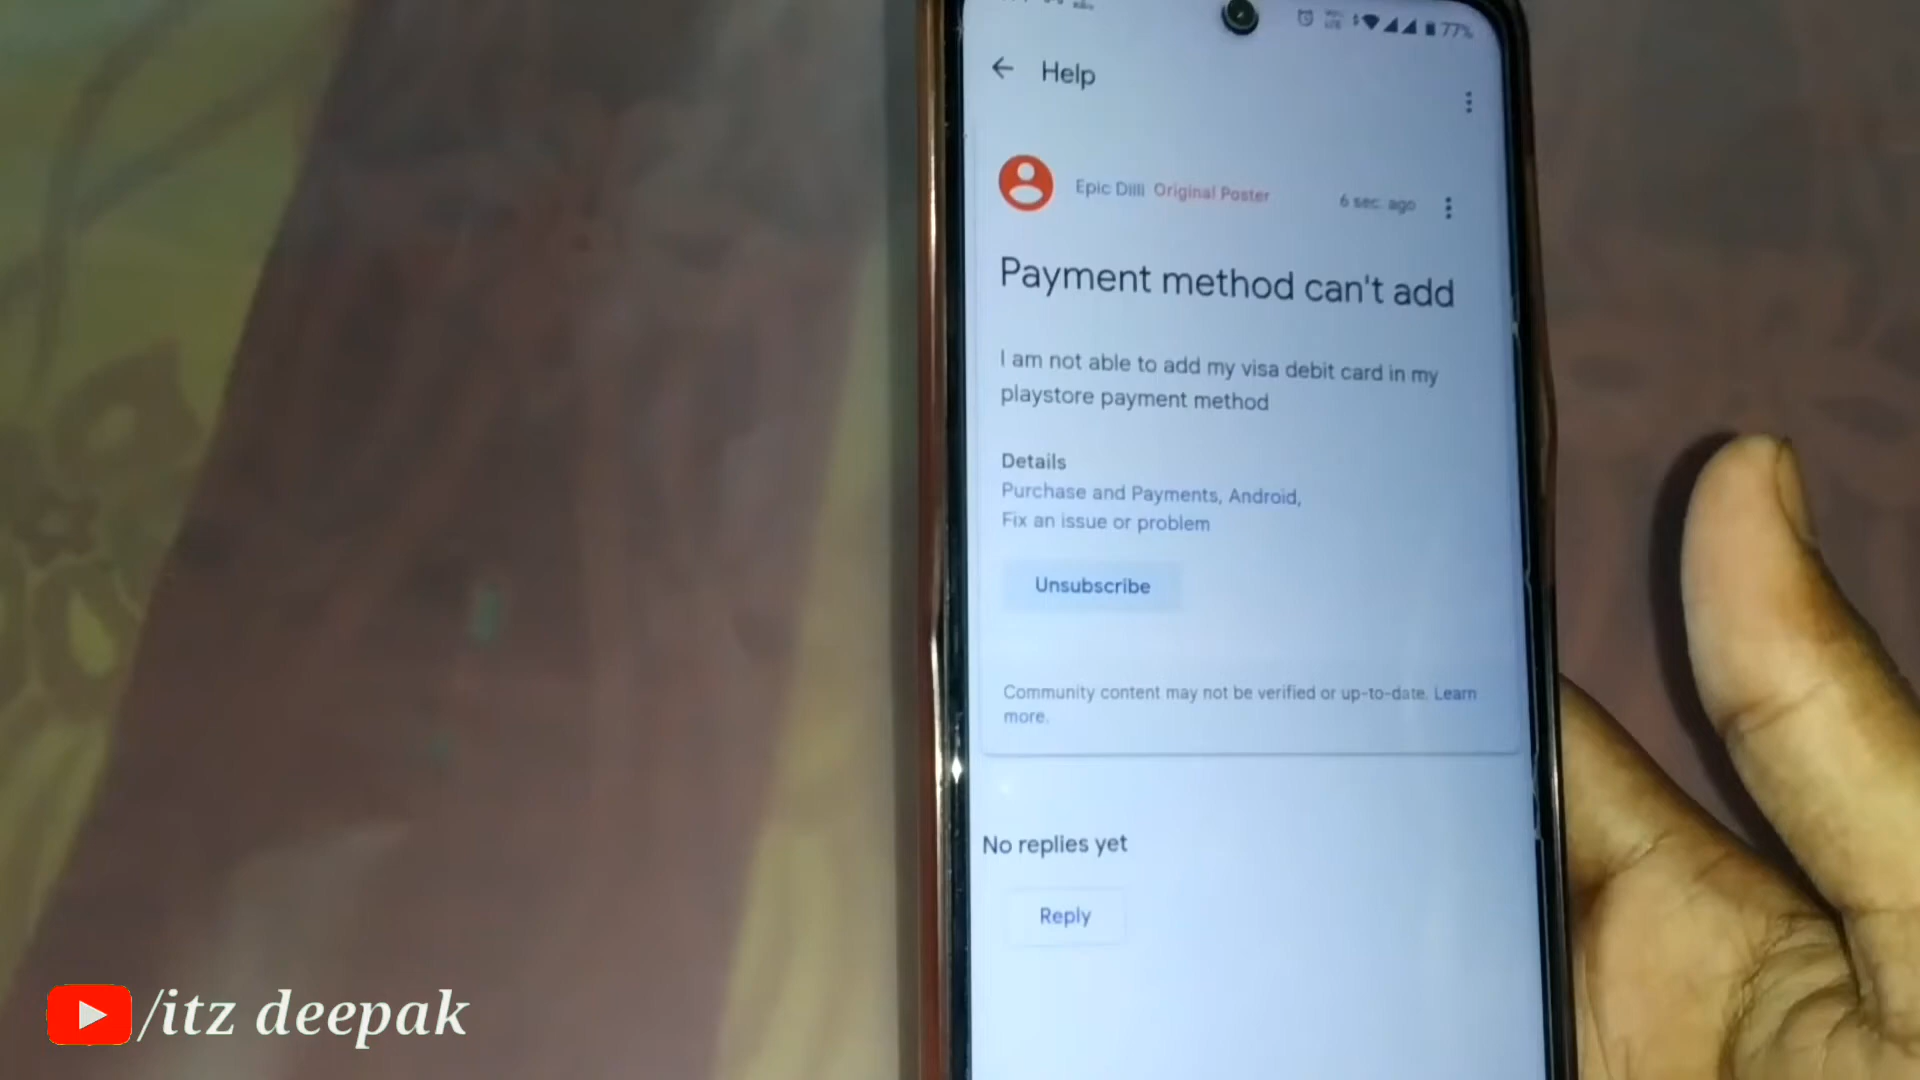 77%
Help
Epic Diili Original Poster
6 sec. ago
Payment method can't add
I am not able to add my visa debit card in my
playstore payment method
Details
Purchase and Payments, Android,
Fix an issue or problem
Unsubscribe
Community content may not be verified or up-to-date. Learn
more.
No replies yet
Reply
/itz deepak